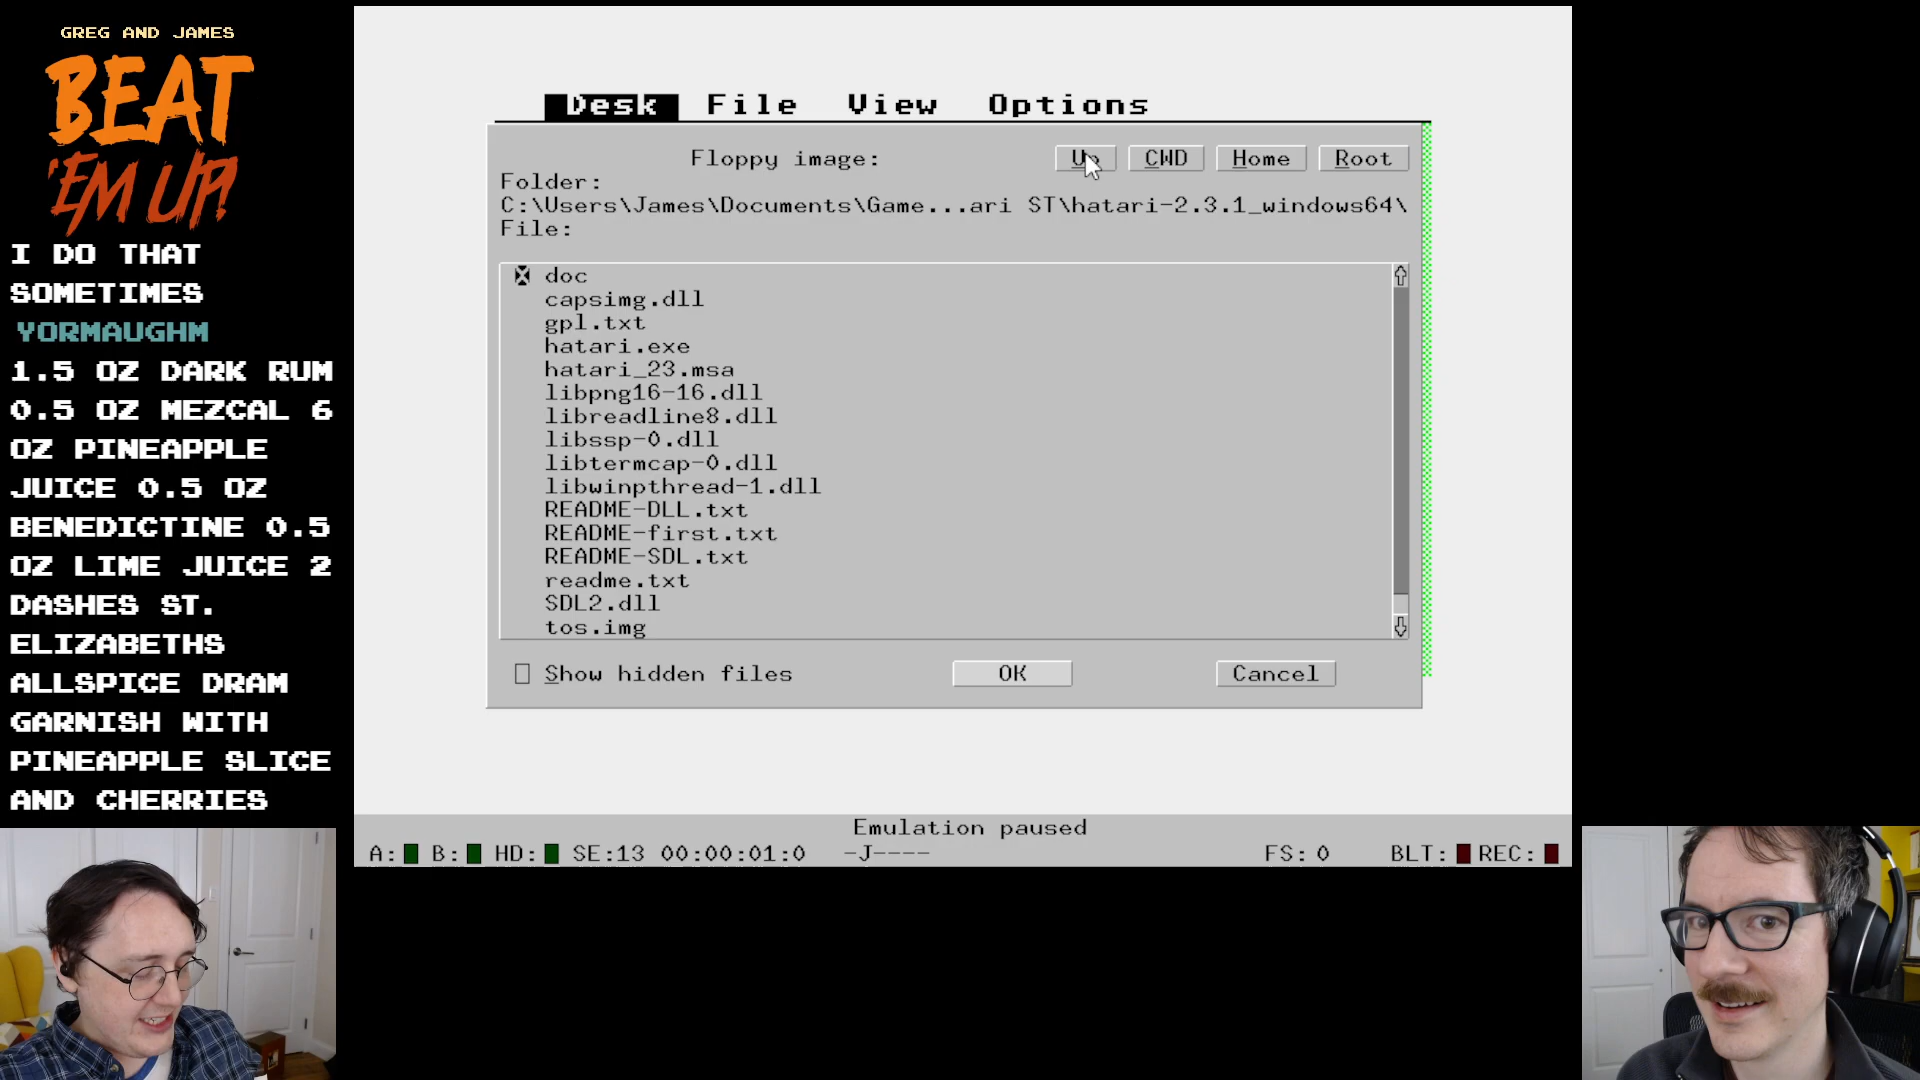 GREG AND JAMES
BEAT
'EM UP!
I DO THAT
SOMETIMES
YORMAUGHM
1.5 OZ DARK RUM
0.5 OZ MEZCAL 6
OZ PINEAPPLE
JUICE 0.5 OZ
BENEDICTINE 0.5
OZ LIME JUICE 2
DASHES ST.
ELIZABETHS
ALLSPICE DRAM
GARNISH WITH
PINEAPPLE SLICE
AND CHERRIES
Desk File View Options
Floppy image: Up CWD Home Root
Folder:
C:\Users\James\Documents\Game...ari ST\hatari-2.3.1_windows64\
File:
doc
capsimg.dll
gpl.txt
hatari.exe
hatari_23.msa
libpng16-16.dll
libreadline8.dll
libssp-0.dll
libtermcap-0.dll
libwinpthread-1.dll
README-DLL.txt
README-first.txt
README-SDL.txt
readme.txt
SDL2.dll
tos.img
Show hidden files OK Cancel
Emulation paused
A: B: HD: SE:13 00:00:01:0 -J---- FS: 0 BLT: REC: